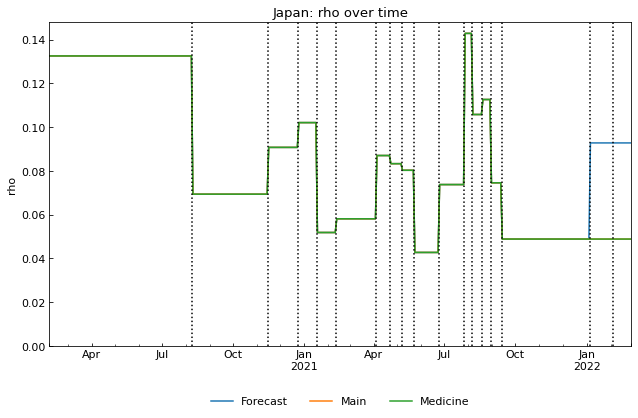 Japan: rho over time
0.14
0.12
0.10
0.08
0.06
0.04
0.02
0.00
rho
Apr Jul Oct Jan Apr Jul Oct Jan
2021 2022
Forecast Main Medicine